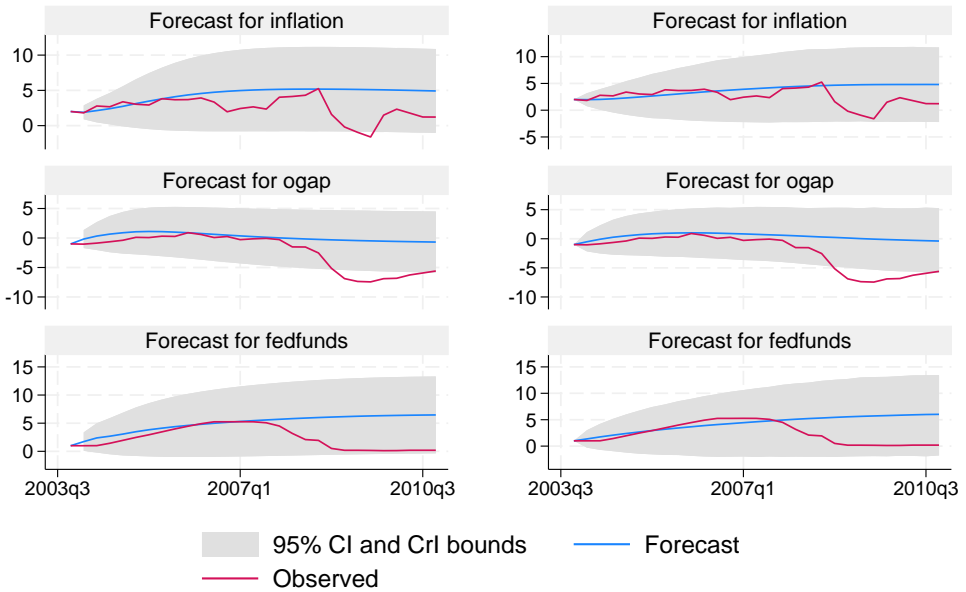 Forecast for inflation
10
5
0
Forecast for ogap
5
0
-5
-10
Forecast for fedfunds
15
10
5
0
2003q3 2007q1 2010q3
Forecast for inflation
10
5
0
-5
Forecast for ogap
5
0
-5
-10
Forecast for fedfunds
15
10
5
0
2003q3 2007q1 2010q3
95% CI and CrI bounds Forecast
Observed